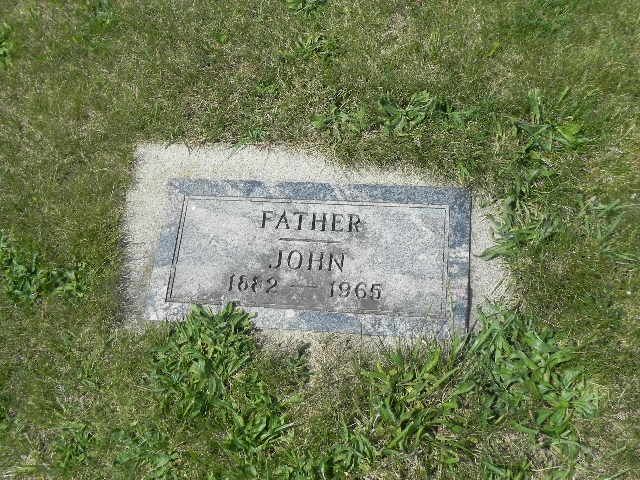 FATHER
JOHN
1882 — 1965